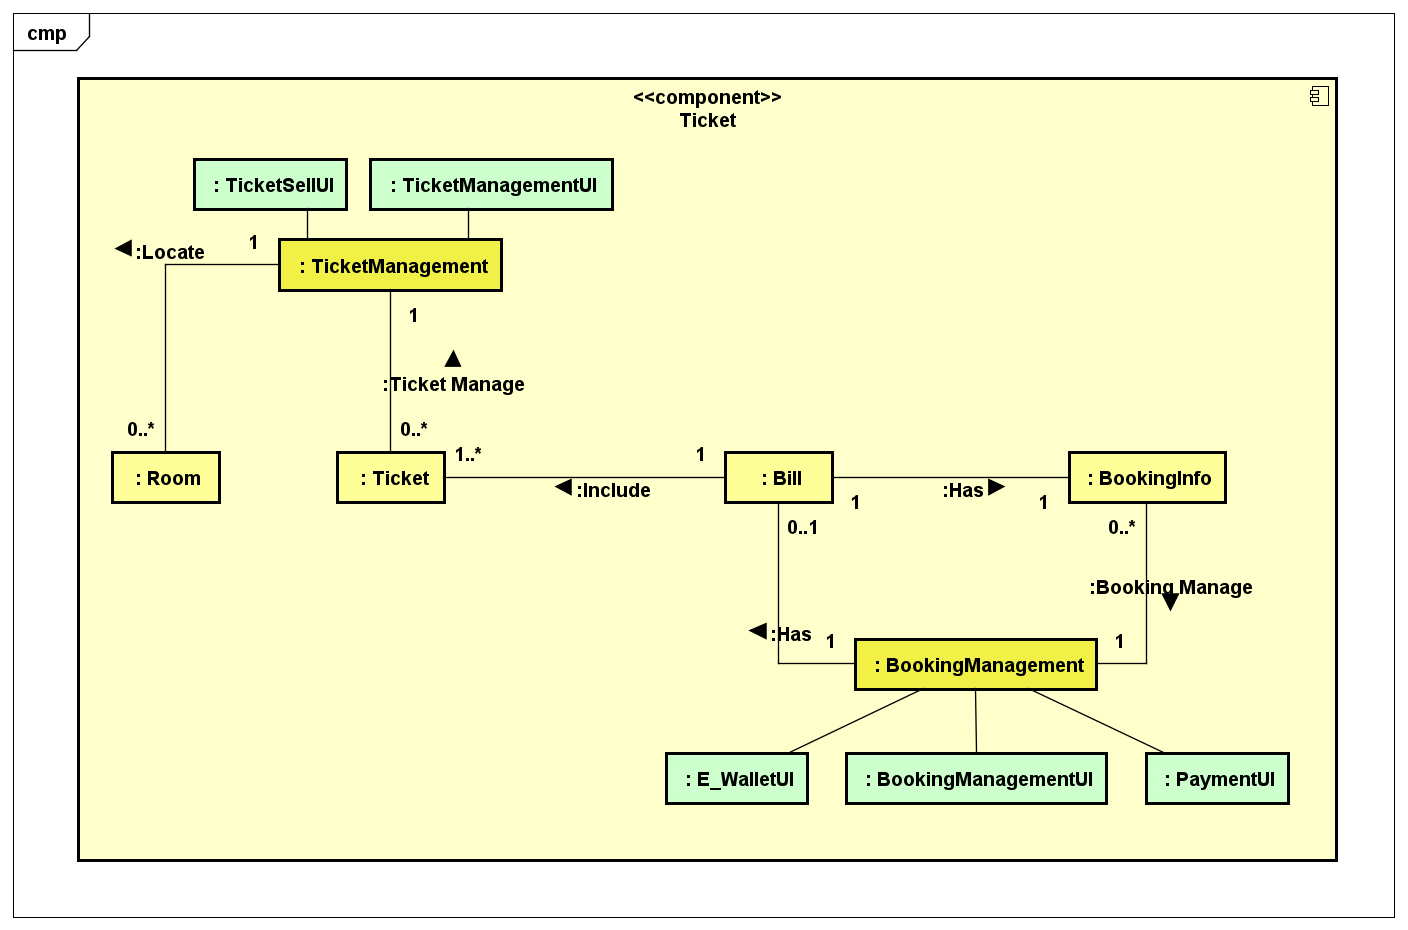 cmp
<<component>>
Ticket
: TicketSellUI
: TicketManagementUI
1
:Locate
: TicketManagement
1
:Ticket Manage
0..*
0..*
1..*
1
: Room
: Ticket
: Bill
: BookingInfo
:Include
:Has
1
1
0..1
0..*
:Booking Manage
:Has
1
1
: BookingManagement
: E_WalletUI
: BookingManagementUI
: PaymentUI